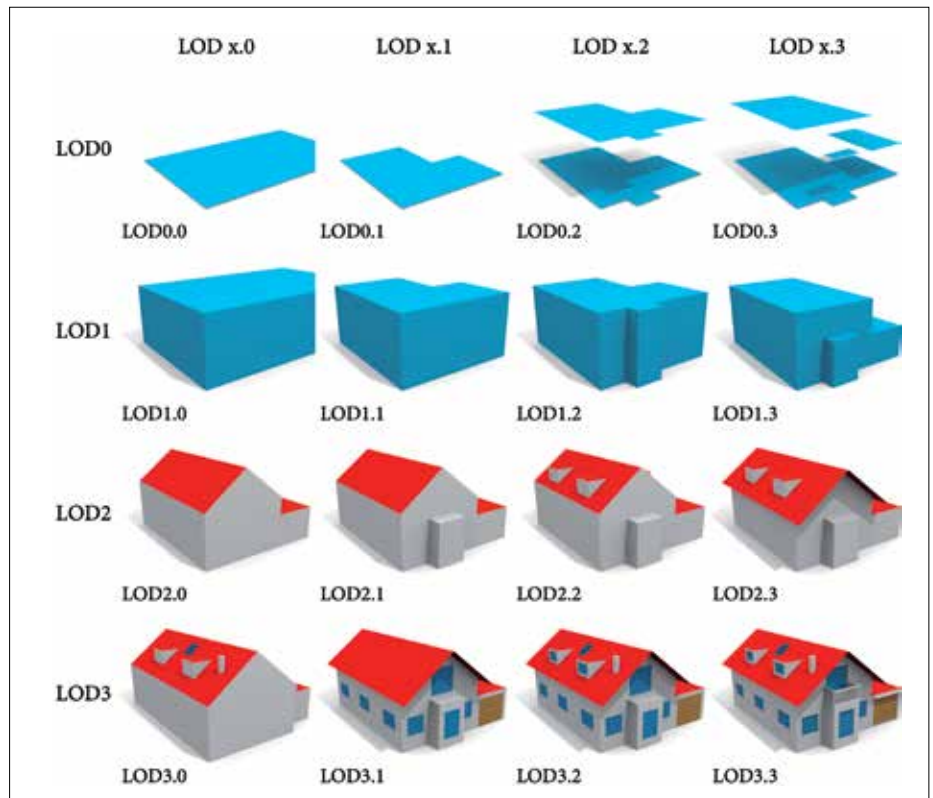 LOD x.0 LOD x.1 LOD x.2 LOD x.3
LOD0
LOD0.0 LOD0.1 LOD0.2 LOD0.3
LOD1
LOD1.0 LOD1.1 LOD1.2 LOD1.3
LOD2
LOD2.0 LOD2.1 LOD2.2 LOD2.3
LOD3
LOD3.0 LOD3.1 LOD3.2 LOD3.3